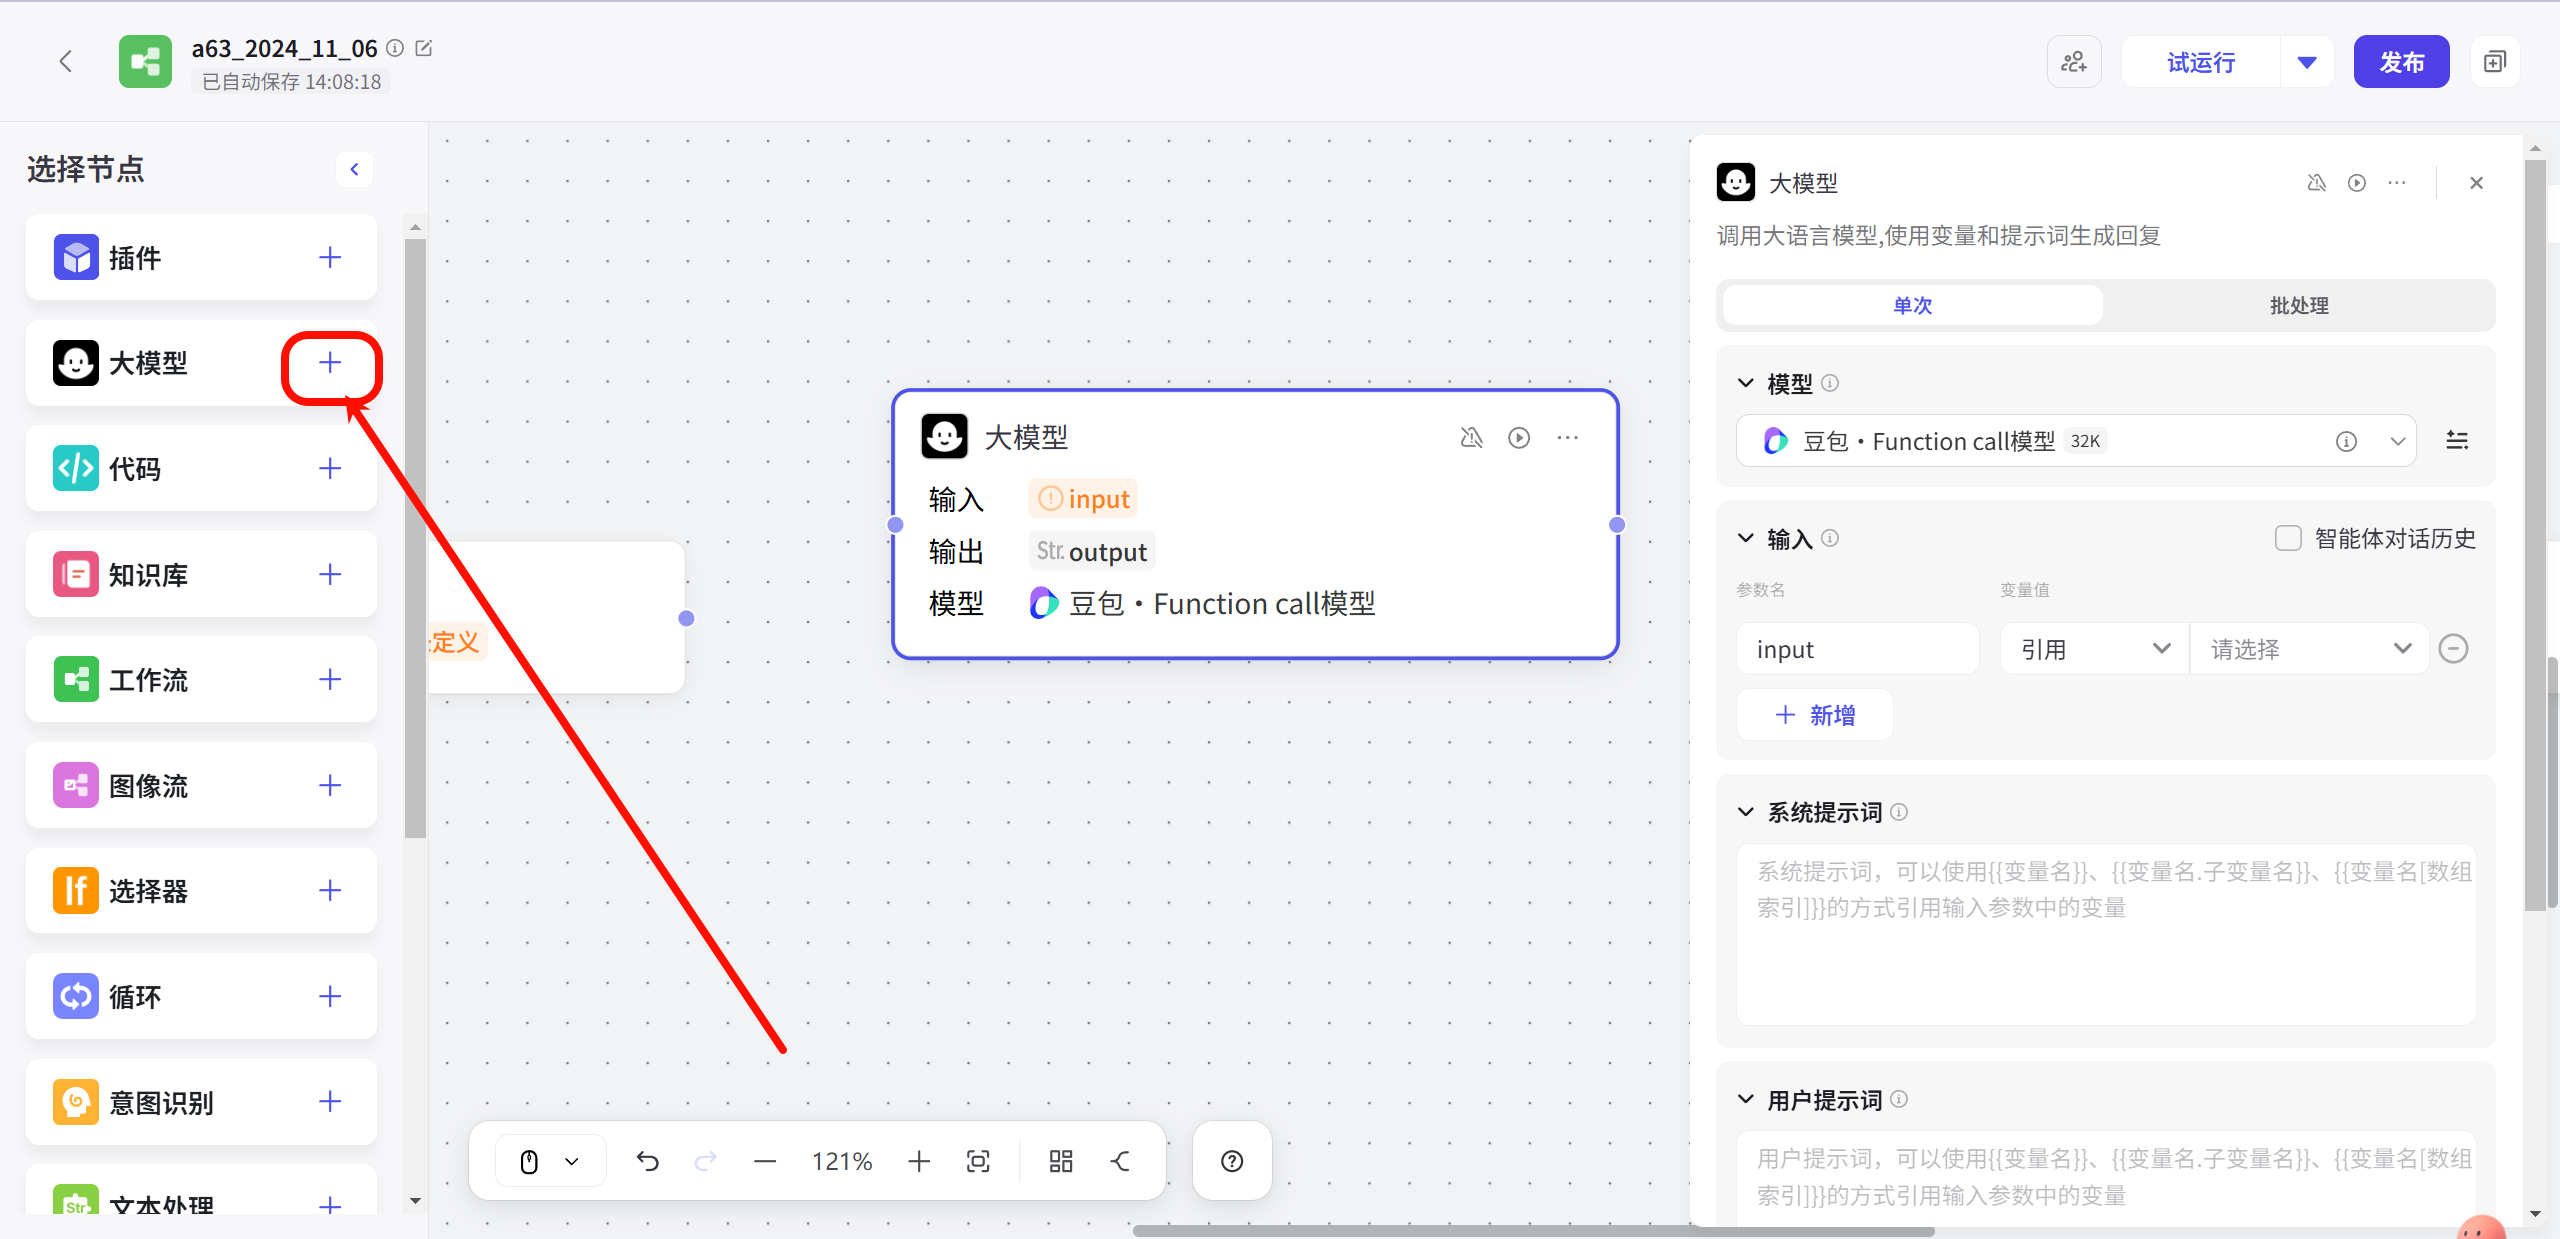 a63_2024_11_06
已自动保存 14:08:18
试运行
发布
选择节点
插件
大模型
代码
知识库
工作流
图像流
If 选择器
循环
意图识别
Str. 文本处理
定义
大模型
输入 input
输出 Str. output
模型 豆包·Function call模型
121%
大模型
调用大语言模型,使用变量和提示词生成回复
单次 批处理
模型
豆包·Function call模型 32K
输入 智能体对话历史
参数名 变量值
input 引用 请选择
新增
系统提示词
系统提示词，可以使用{{变量名}}、{{变量名.子变量名}}、{{变量名[数组
索引]}}的方式引用输入参数中的变量
用户提示词
用户提示词，可以使用{{变量名}}、{{变量名.子变量名}}、{{变量名[数组
索引]}}的方式引用输入参数中的变量